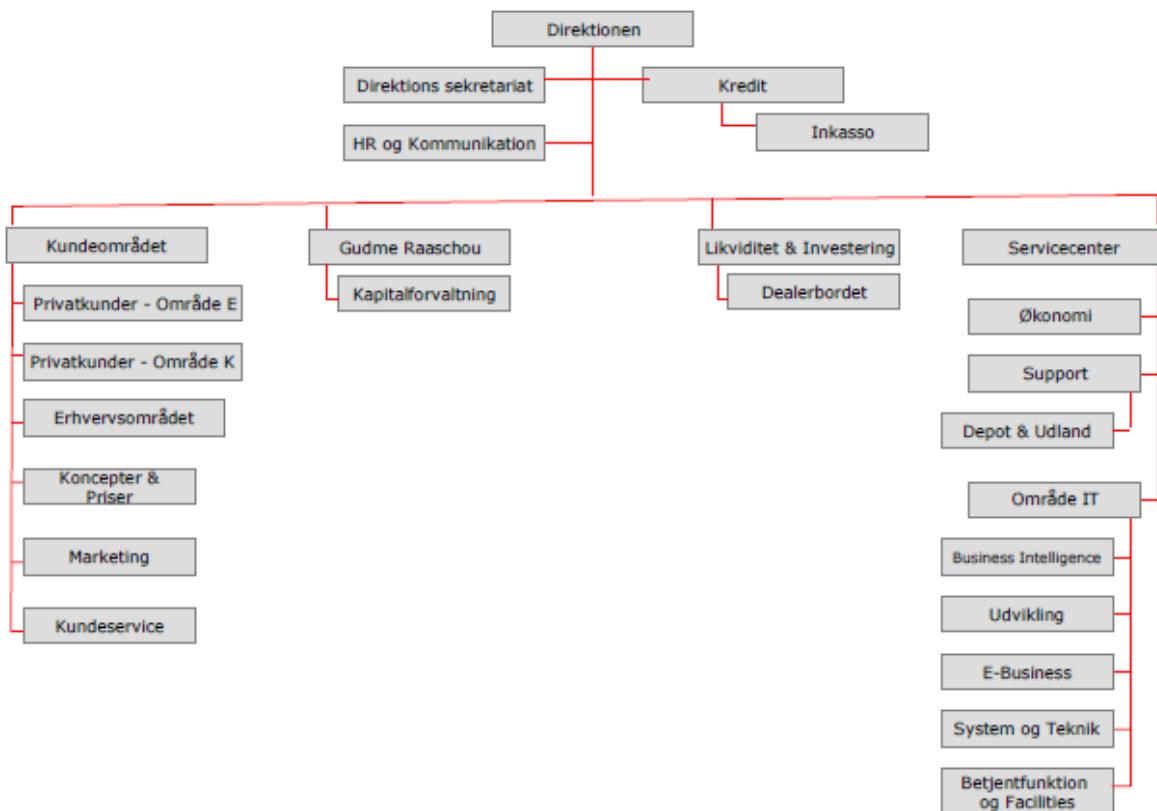 Direktionen
Direktions sekretariat
Kredit
Inkasso
HR og Kommunikation
Kundeområdet
Privatkunder - Område E
Privatkunder - Område K
Erhvervsområdet
Koncepter &
Priser
Marketing
Kundeservice
Gudme Raaschou
Kapitalforvaltning
Likviditet & Investering
Dealerbordet
Servicecenter
Økonomi
Support
Depot & Udland
Område IT
Business Intelligence
Udvikling
E-Business
System og Teknik
Betjentfunktion
og Facilities